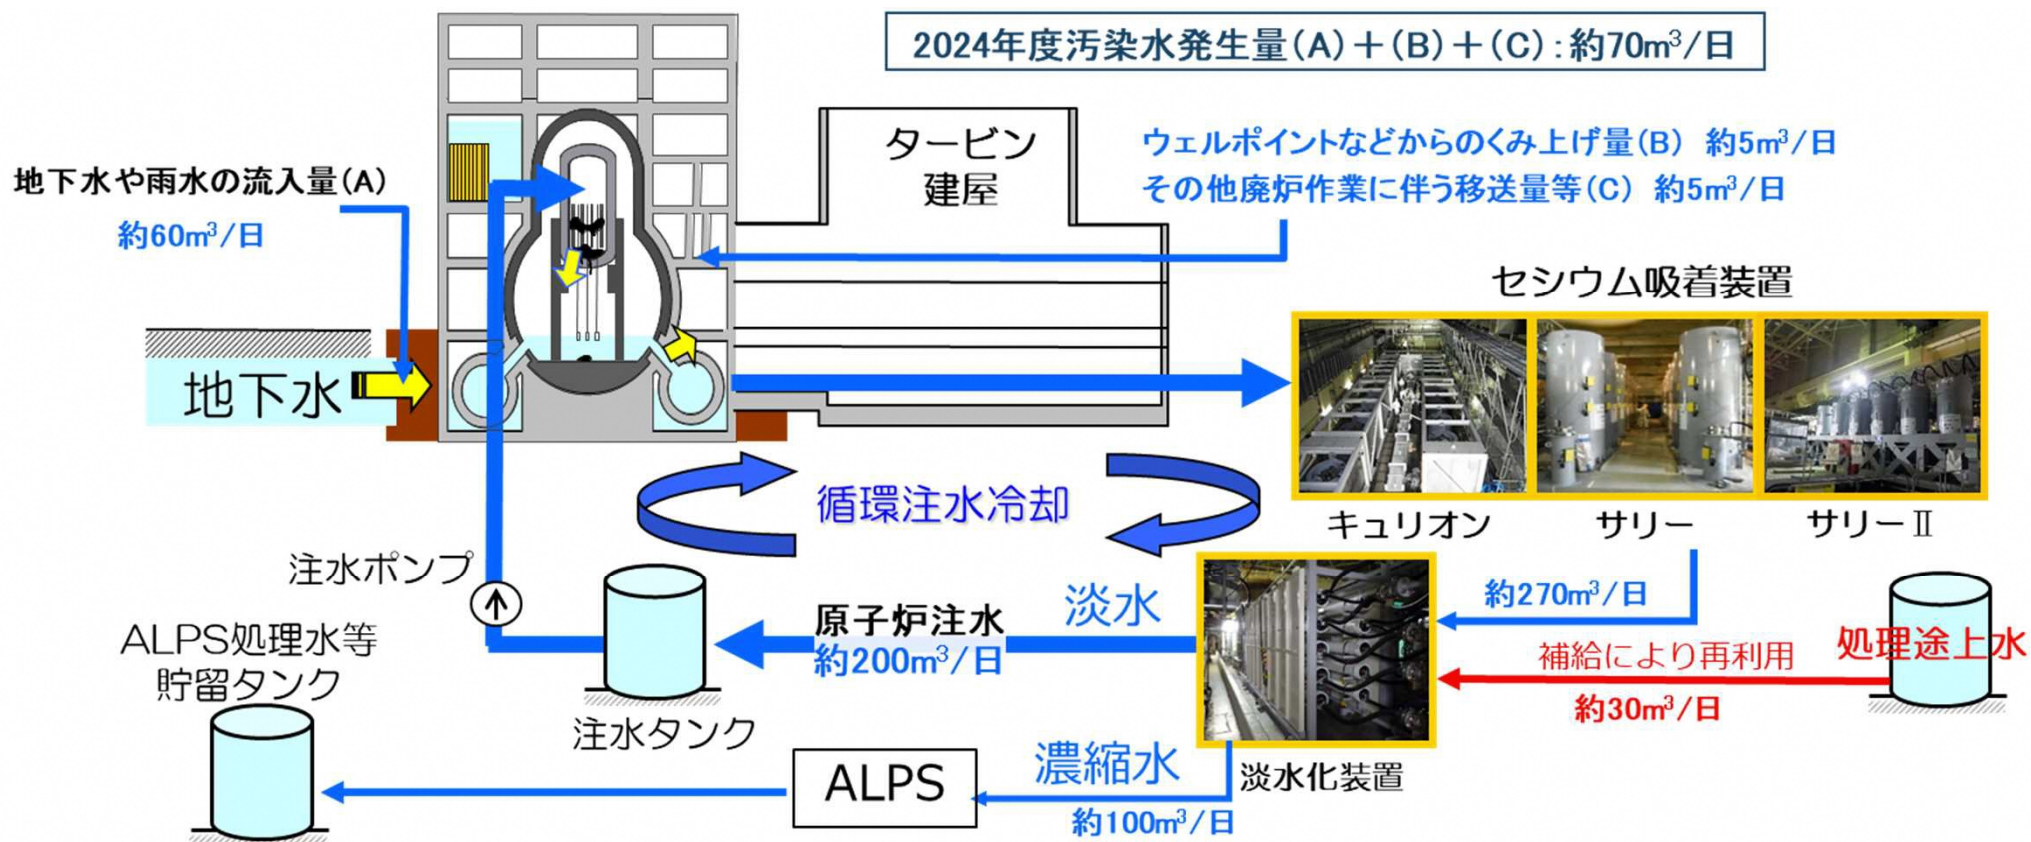 2024年度汚染水発生量(A)+(B)+(C):約70m³/日
タービン
建屋
ウェルポイントなどからのくみ上げ量(B) 約5m³/日
その他廃炉作業に伴う移送量等(C) 約5m³/日
地下水や雨水の流入量(A)
約60m³/日
セシウム吸着装置
地下水
循環注水冷却
キュリオン
サリー
サリーⅡ
注水ポンプ
淡水
約270m³/日
原子炉注水
約200m³/日
処理途上水
補給により再利用
約30m³/日
ALPS処理水等
貯留タンク
注水タンク
濃縮水
淡水化装置
ALPS
約100m³/日